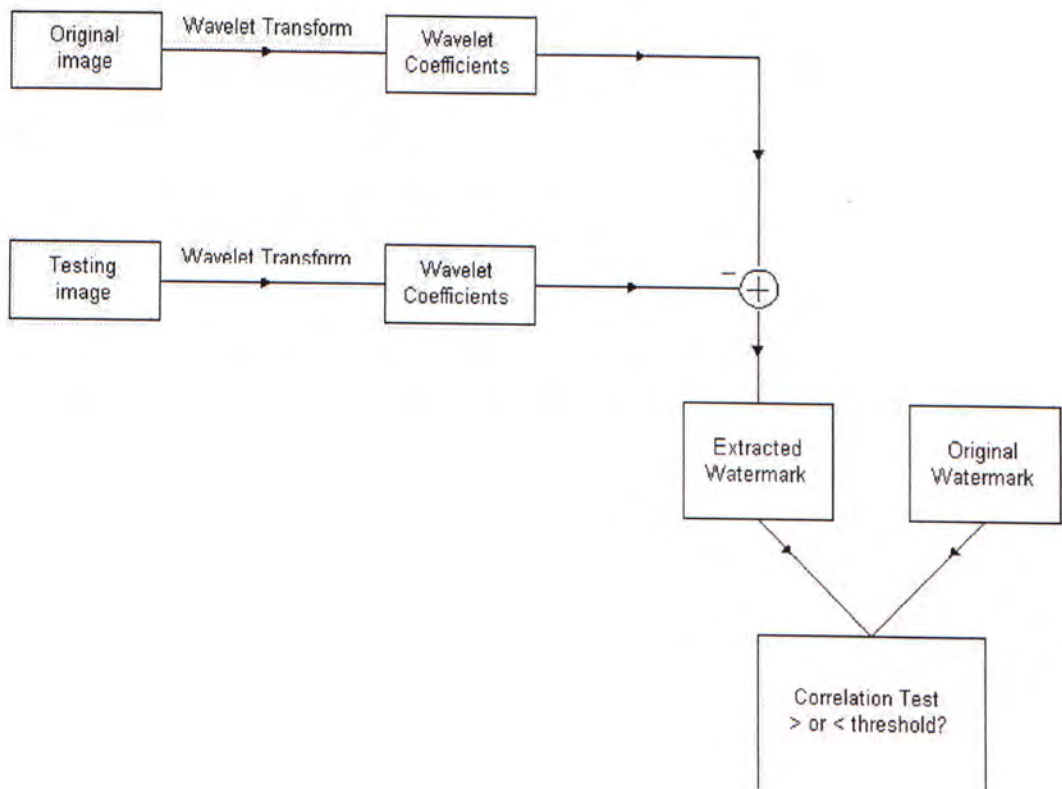 Original
image
Wavelet Transform
Wavelet
Coefficients
Testing
image
Wavelet Transform
Wavelet
Coefficients
−
+
Extracted
Watermark
Original
Watermark
Correlation Test
> or < threshold?